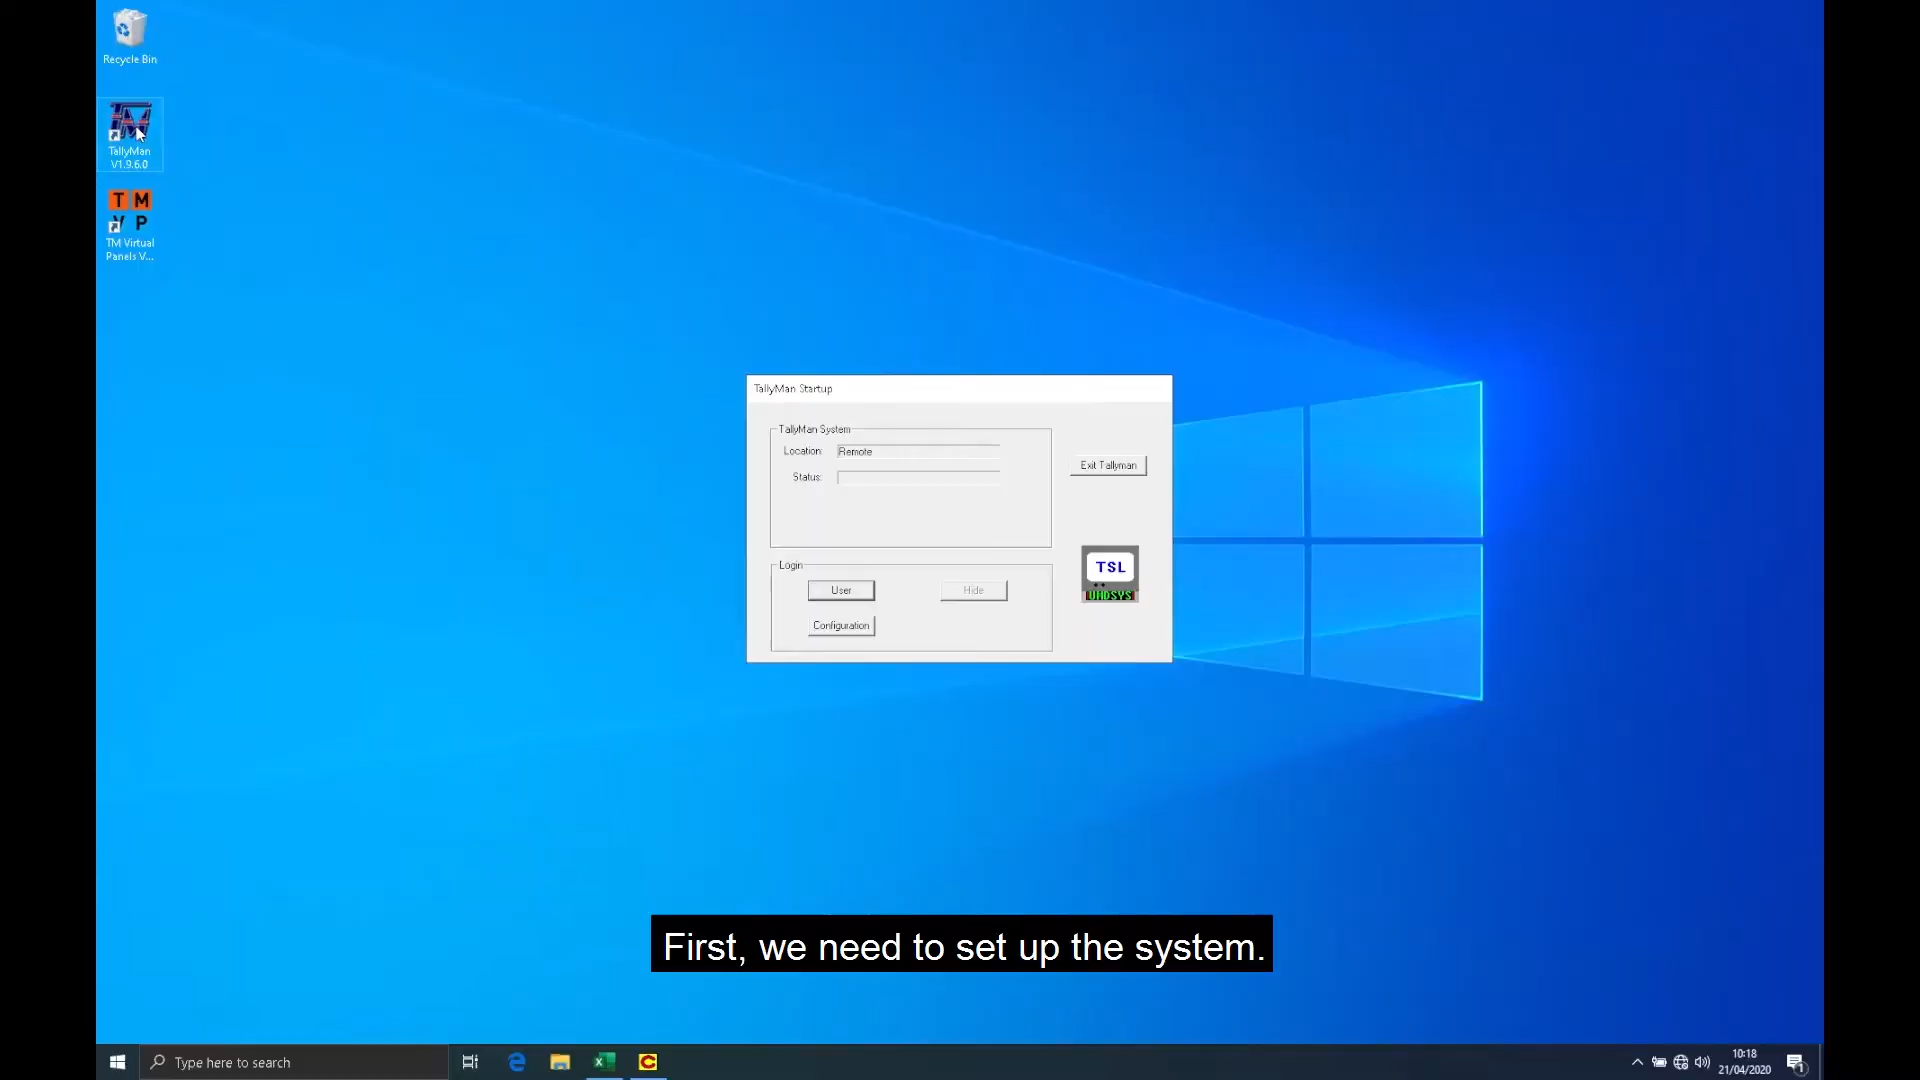 Recycle Bin
TallyMan
V1.9.6.0
T M
V P
TM Virtual
Panels V...
TallyMan Startup
TallyMan System
Location: Remote
Status:
Exit Tallyman
TSL
UMDSYS
Login
User
Hide
Configuration
First, we need to set up the system.
Type here to search
10:18
21/04/2020
1